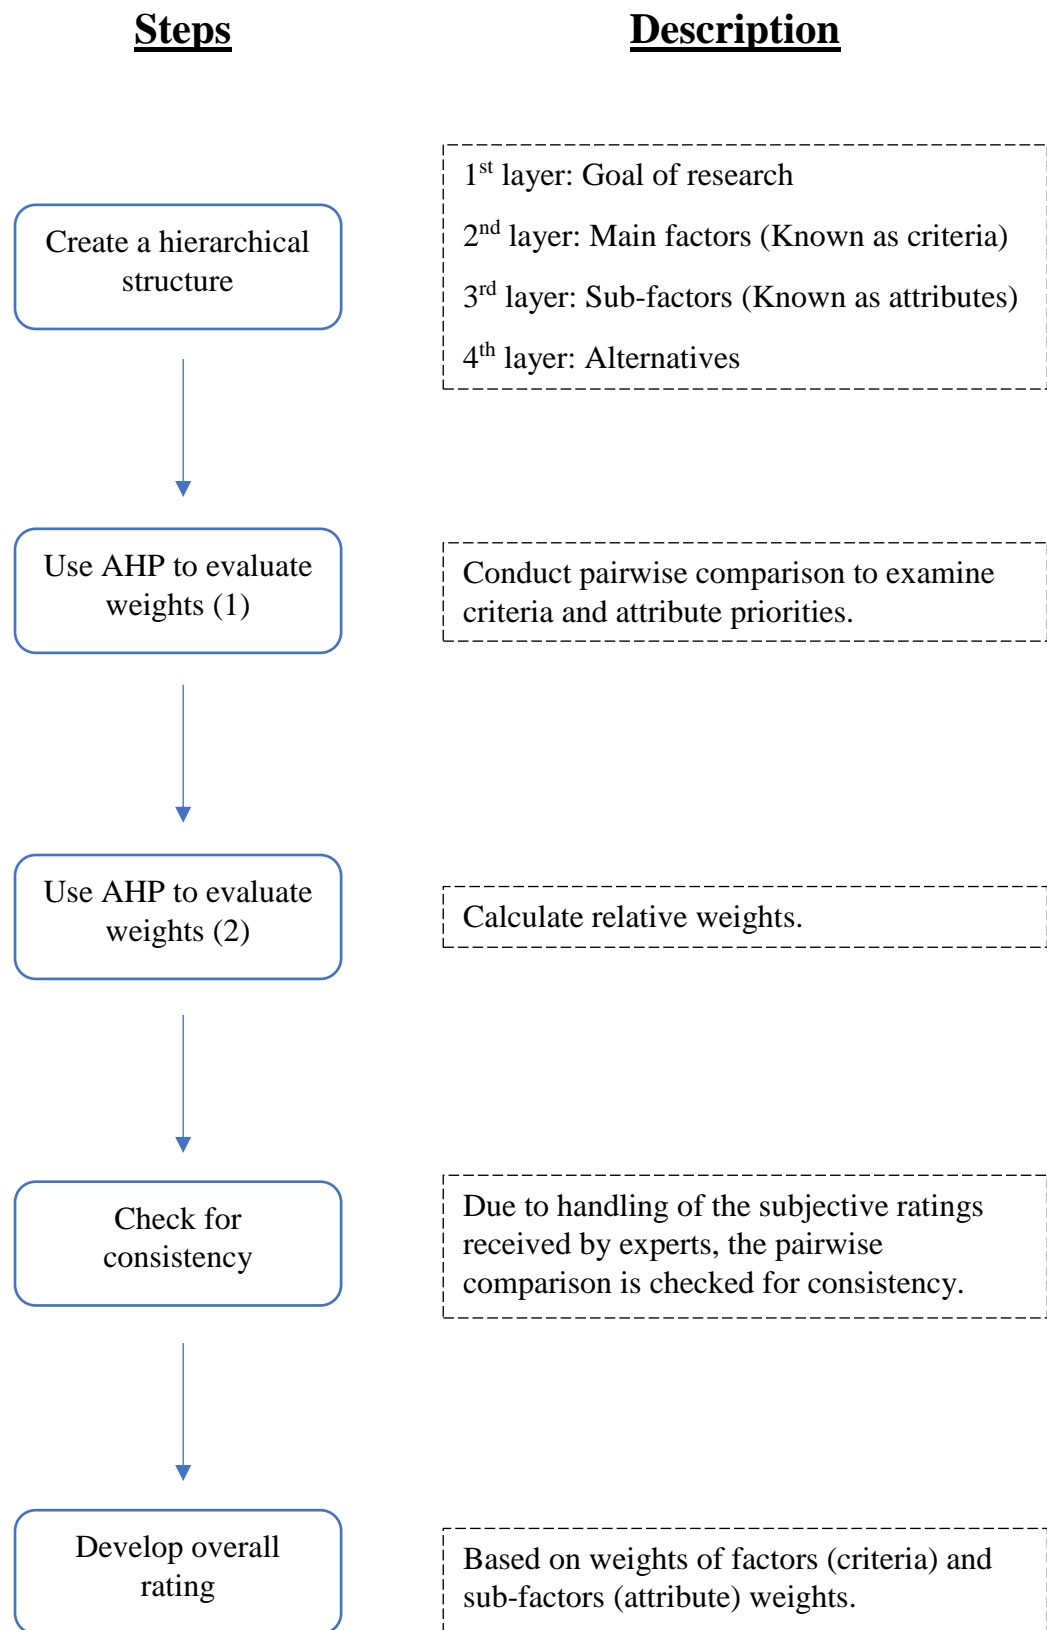 Steps
Description
Create a hierarchical
structure
1st layer: Goal of research
2nd layer: Main factors (Known as criteria)
3rd layer: Sub-factors (Known as attributes)
4th layer: Alternatives
Use AHP to evaluate
weights (1)
Conduct pairwise comparison to examine
criteria and attribute priorities.
Use AHP to evaluate
weights (2)
Calculate relative weights.
Check for
consistency
Due to handling of the subjective ratings
received by experts, the pairwise
comparison is checked for consistency.
Develop overall
rating
Based on weights of factors (criteria) and
sub-factors (attribute) weights.